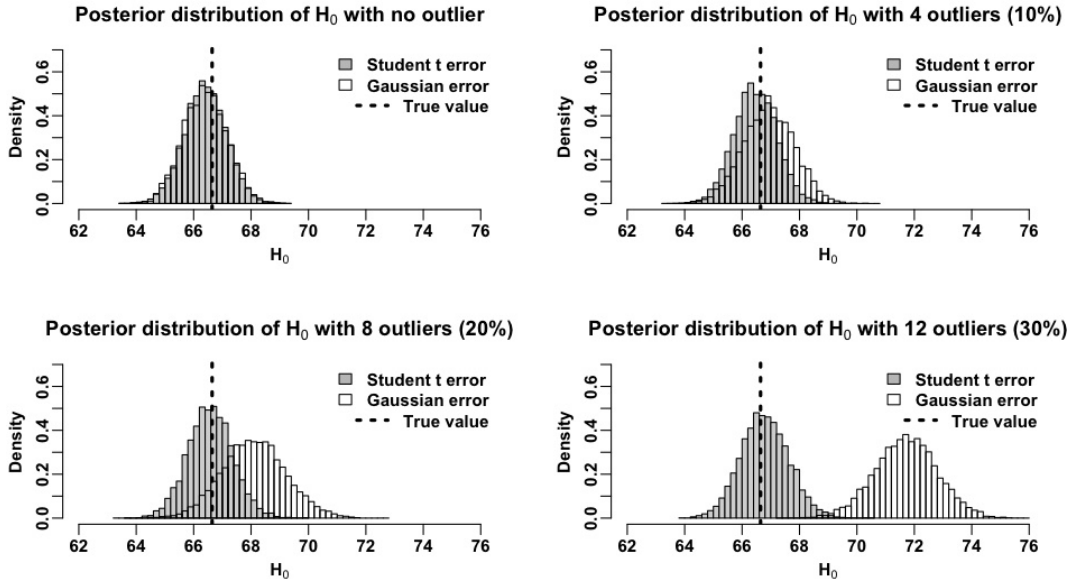 Posterior distribution of H₀ with no outlier
Student t error
Gaussian error
True value
Density
0.0 0.2 0.4 0.6
62 64 66 68 70 72 74 76
H₀
Posterior distribution of H₀ with 4 outliers (10%)
Student t error
Gaussian error
True value
Density
0.0 0.2 0.4 0.6
62 64 66 68 70 72 74 76
H₀
Posterior distribution of H₀ with 8 outliers (20%)
Student t error
Gaussian error
True value
Density
0.0 0.2 0.4 0.6
62 64 66 68 70 72 74 76
H₀
Posterior distribution of H₀ with 12 outliers (30%)
Student t error
Gaussian error
True value
Density
0.0 0.2 0.4 0.6
62 64 66 68 70 72 74 76
H₀